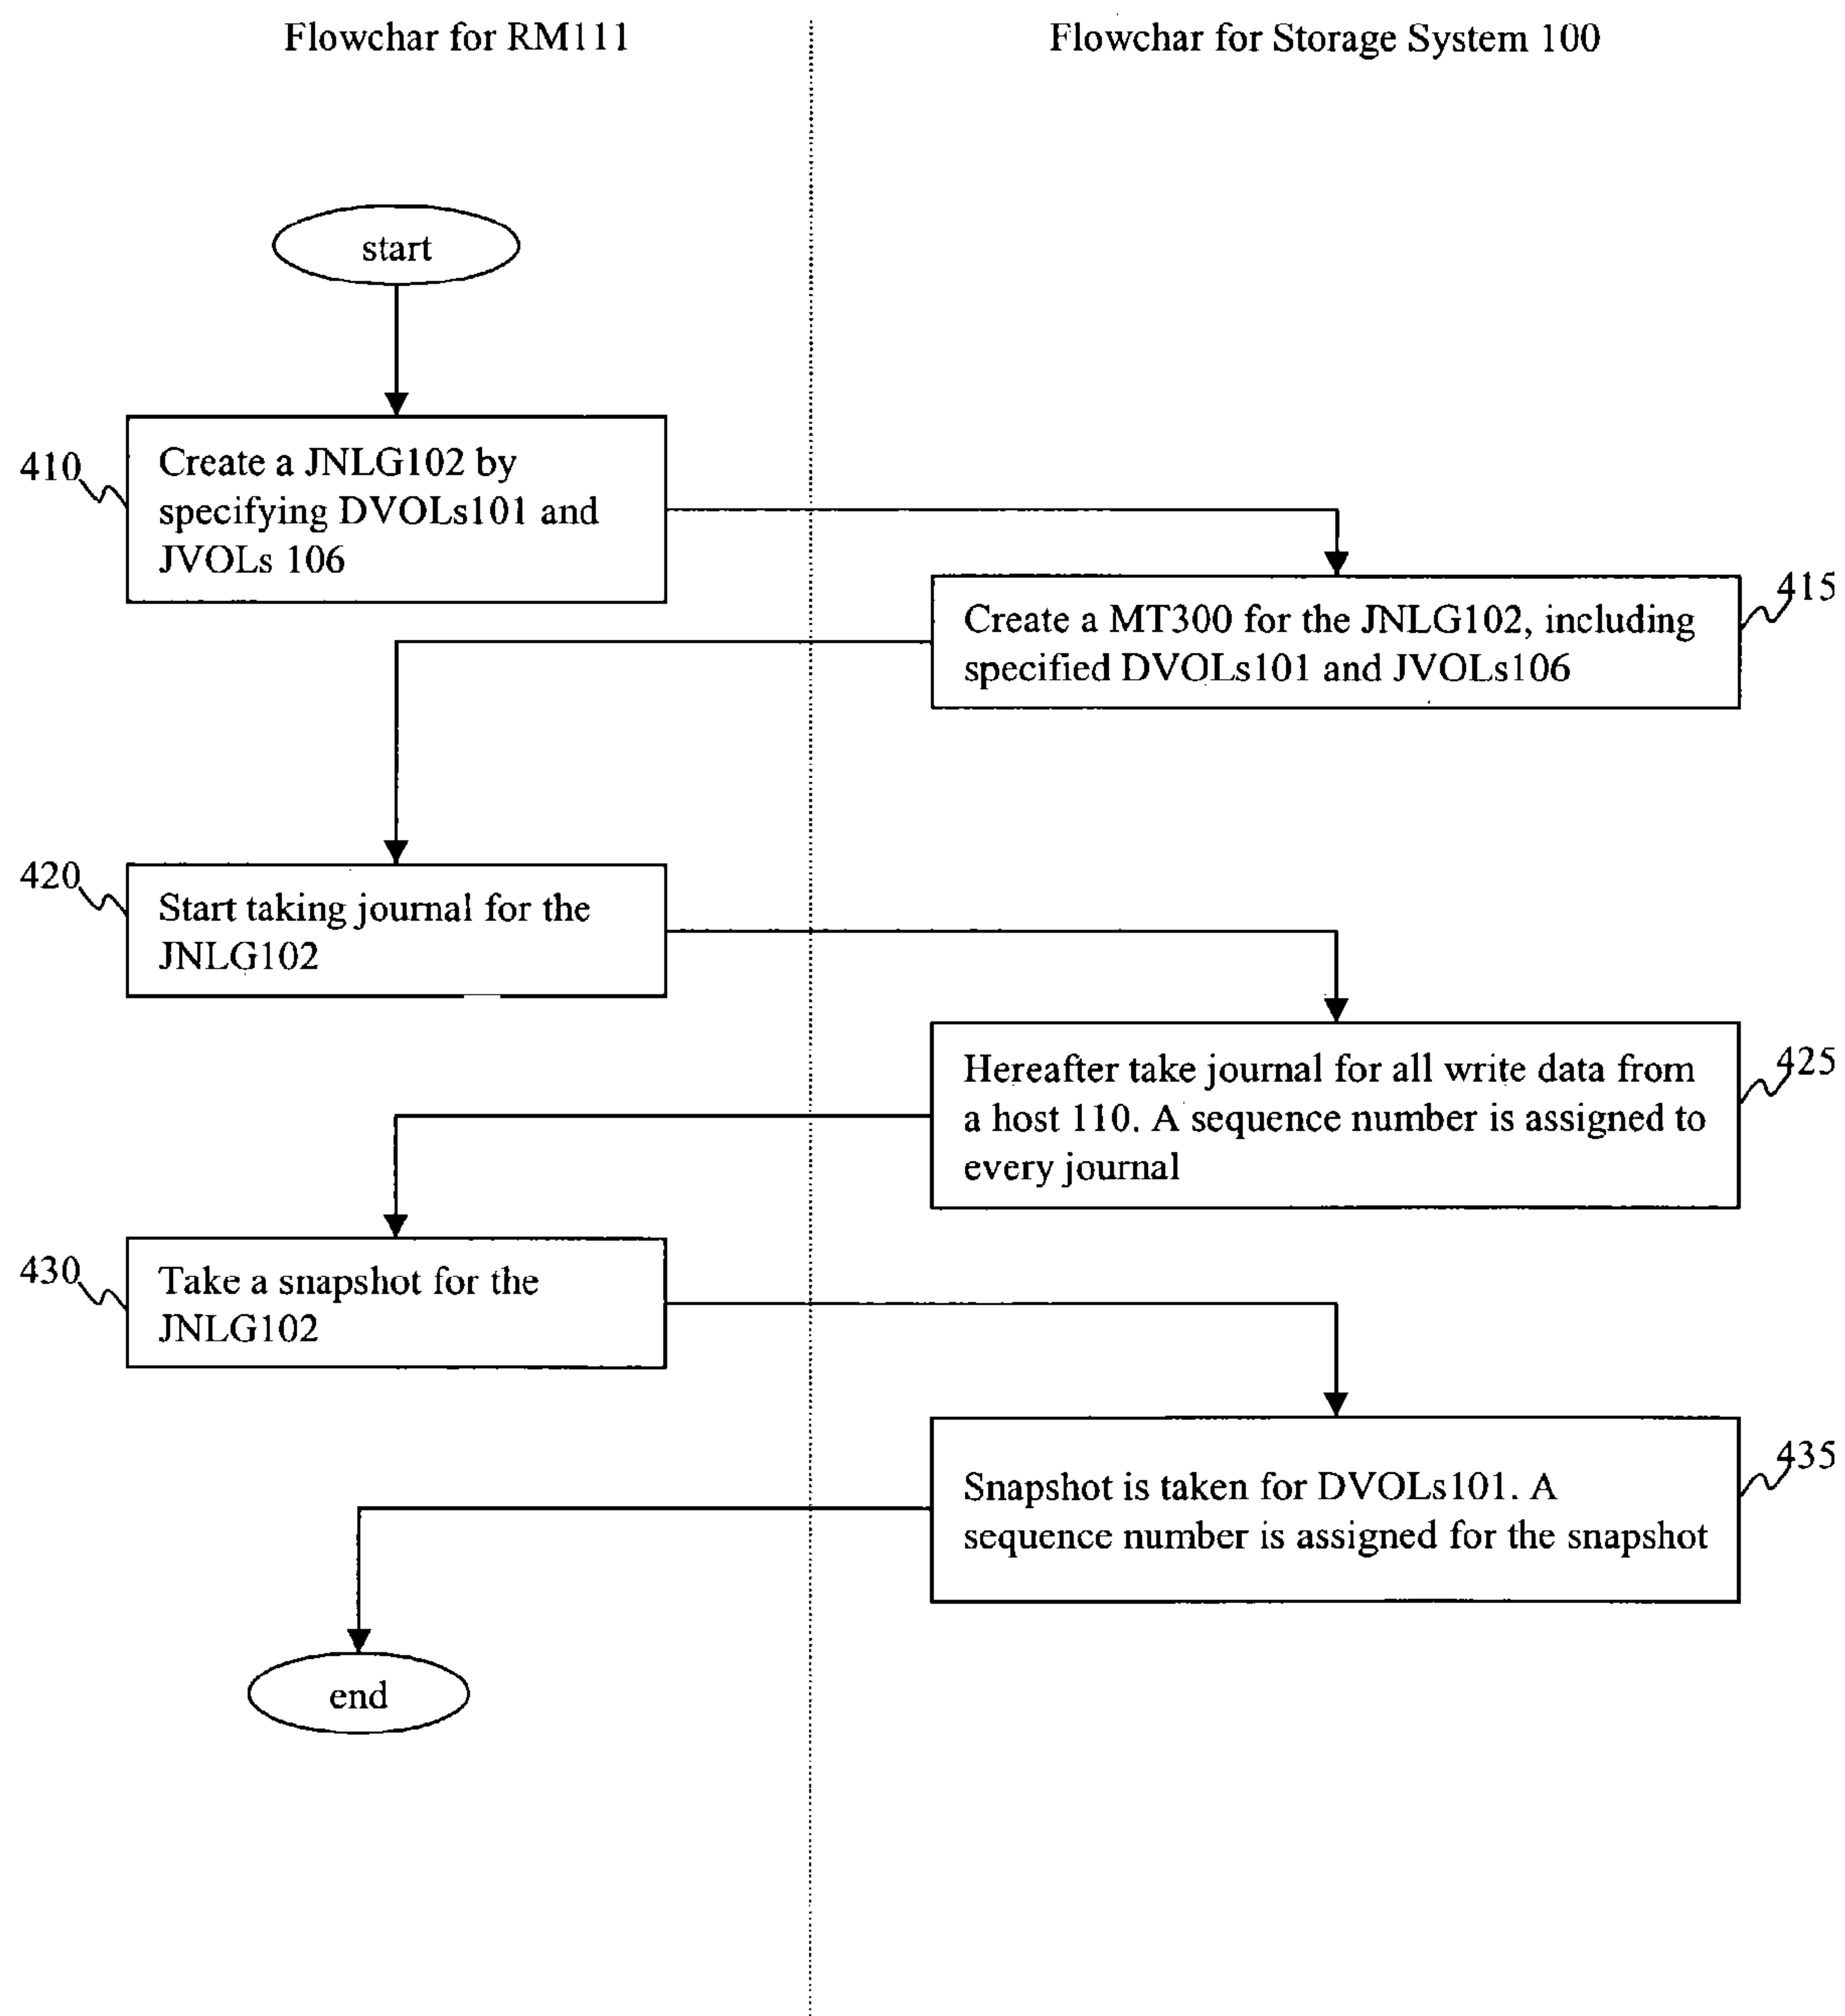 Flowchar for RM111
Flowchar for Storage System 100
start
410
Create a JNLG102 by
specifying DVOLs101 and
JVOLs 106
415
Create a MT300 for the JNLG102, including
specified DVOLs101 and JVOLs106
420
Start taking journal for the
JNLG102
425
Hereafter take journal for all write data from
a host 110. A sequence number is assigned to
every journal
430
Take a snapshot for the
JNLG102
435
Snapshot is taken for DVOLs101. A
sequence number is assigned for the snapshot
end